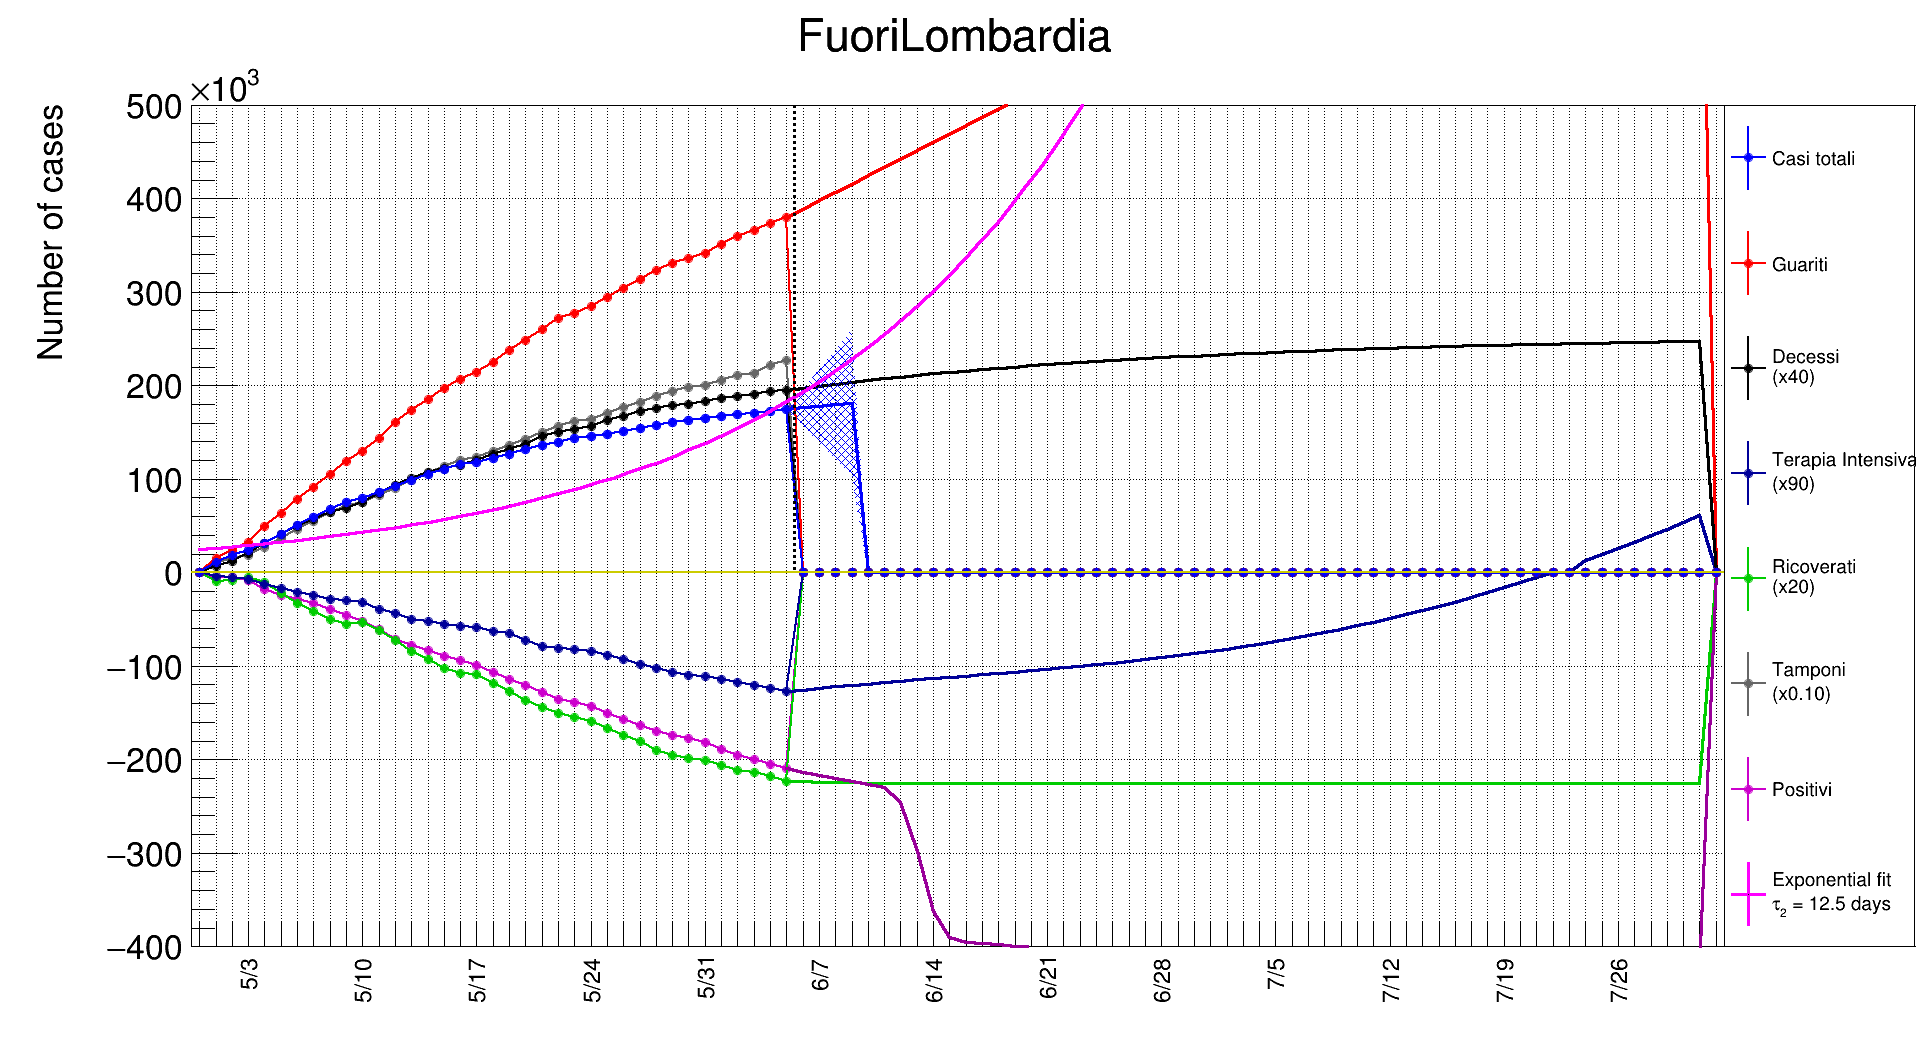 FuoriLombardia
×10³
Number of cases
500
400
300
200
100
0
−100
−200
−300
−400
5/3
5/10
5/17
5/24
5/31
6/7
6/14
6/21
6/28
7/5
7/12
7/19
7/26
Casi totali
Guariti
Decessi
(x40)
Terapia Intensiva
(x90)
Ricoverati
(x20)
Tamponi
(x0.10)
Positivi
Exponential fit
τ₂ = 12.5 days